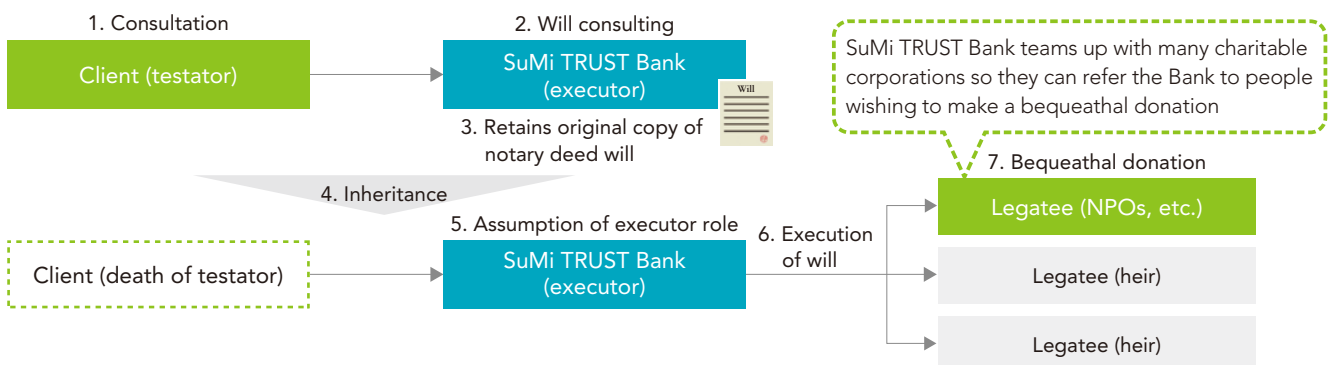 1. Consultation
Client (testator)
2. Will consulting
SuMi TRUST Bank
(executor)
Will
3. Retains original copy of
notary deed will
SuMi TRUST Bank teams up with many charitable
corporations so they can refer the Bank to people
wishing to make a bequeathal donation
4. Inheritance
Client (death of testator)
5. Assumption of executor role
SuMi TRUST Bank
(executor)
6. Execution
of will
7. Bequeathal donation
Legatee (NPOs, etc.)
Legatee (heir)
Legatee (heir)